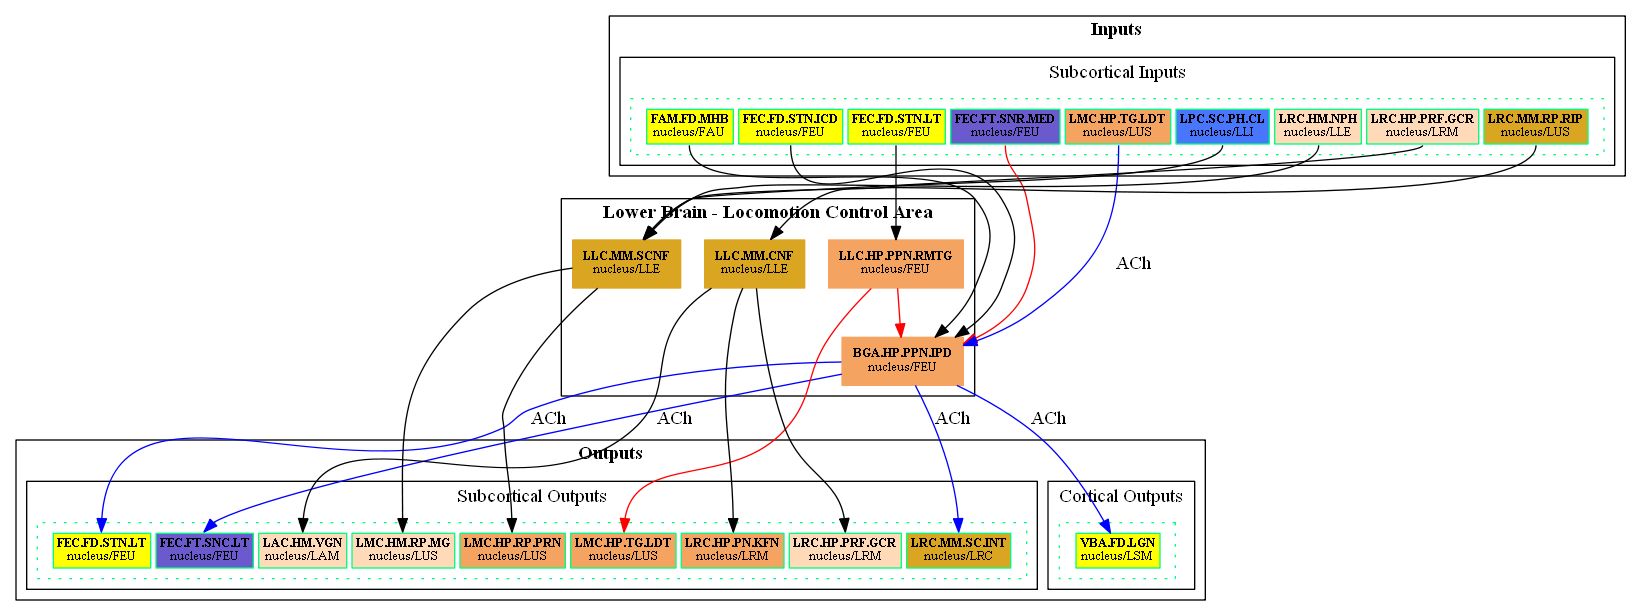 Inputs
Subcortical Inputs
FAM.FD.MHB
nucleus/FAU
FEC.FD.STN.ICD
nucleus/FEU
FEC.FD.STN.LT
nucleus/FEU
FEC.FT.SNR.MED
nucleus/FEU
LMC.HP.TG.LDT
nucleus/LUS
LPC.SC.PH.CL
nucleus/LLI
LRC.HM.NPH
nucleus/LLE
LRC.HP.PRF.GCR
nucleus/LRM
LRC.MM.RP.RIP
nucleus/LUS
Lower Brain - Locomotion Control Area
LLC.MM.SCNF
nucleus/LLE
LLC.MM.CNF
nucleus/LLE
LLC.HP.PPN.RMTG
nucleus/FEU
ACh
BGA.HP.PPN.IPD
nucleus/FEU
ACh
ACh
ACh
ACh
Outputs
Subcortical Outputs
FEC.FD.STN.LT
nucleus/FEU
FEC.FT.SNC.LT
nucleus/FEU
LAC.HM.VGN
nucleus/LAM
LMC.HM.RP.MG
nucleus/LUS
LMC.HP.RP.PRN
nucleus/LUS
LMC.HP.TG.LDT
nucleus/LUS
LRC.HP.PN.KFN
nucleus/LRM
LRC.HP.PRF.GCR
nucleus/LRM
LRC.MM.SC.INT
nucleus/LRC
Cortical Outputs
VBA.FD.LGN
nucleus/LSM